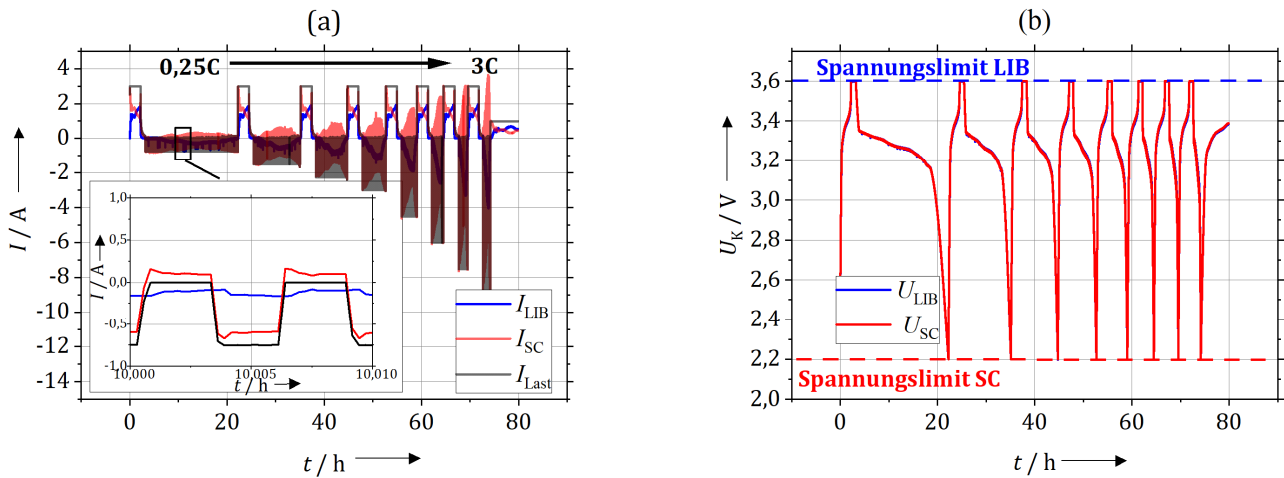 (a)
0,25C
3C
4
2
0
-2
-4
-6
-8
-10
-12
-14
I / A
1,0
0,5
0,0
-0,5
-1,0
I / A
10,000
10,005
10,010
t / h
I_LIB
I_SC
I_Last
0
20
40
60
80
t / h
(b)
Spannungslimit LIB
3,6
3,4
3,2
3,0
2,8
2,6
2,4
2,2
2,0
U_K / V
U_LIB
U_SC
Spannungslimit SC
0
20
40
60
80
t / h